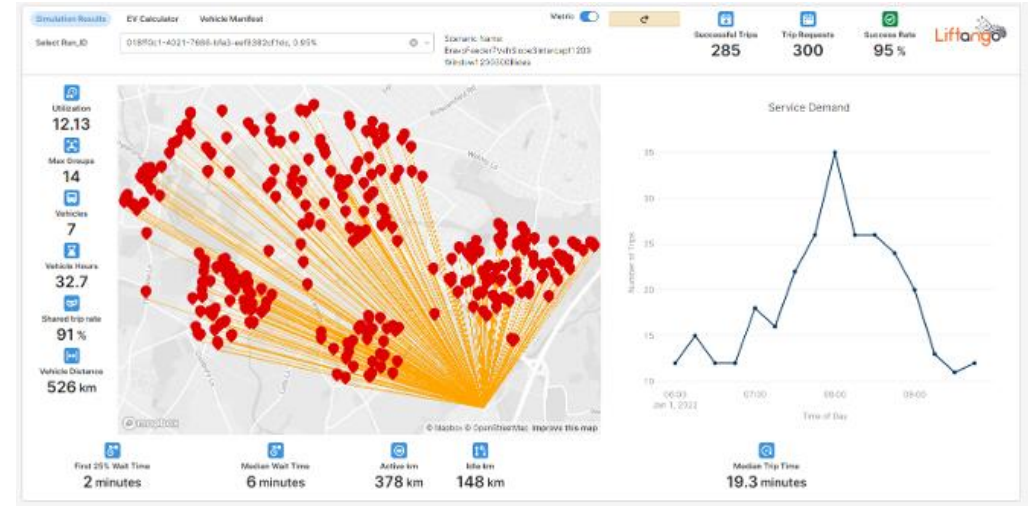 Simulation Results EV Calculator Vehicle Manifest Metric
Successful Trips
285
Trip Requests
300
Success Rate
95 %
Liftango
Select Run_ID
Scenario Name:
Utilization
12.13
Max Groups
14
Vehicles
7
Vehicle Hours
32.7
Shared trip rate
91 %
Vehicle Distance
526 km
mapbox
© Mapbox © OpenStreetMap Improve this map
Service Demand
Number of Trips
35
30
25
20
15
10
06:00 07:00 08:00 09:00
Jan 1, 2022
Time of Day
First 25% Wait Time
2 minutes
Median Wait Time
6 minutes
Active km
378 km
Idle km
148 km
Median Trip Time
19.3 minutes